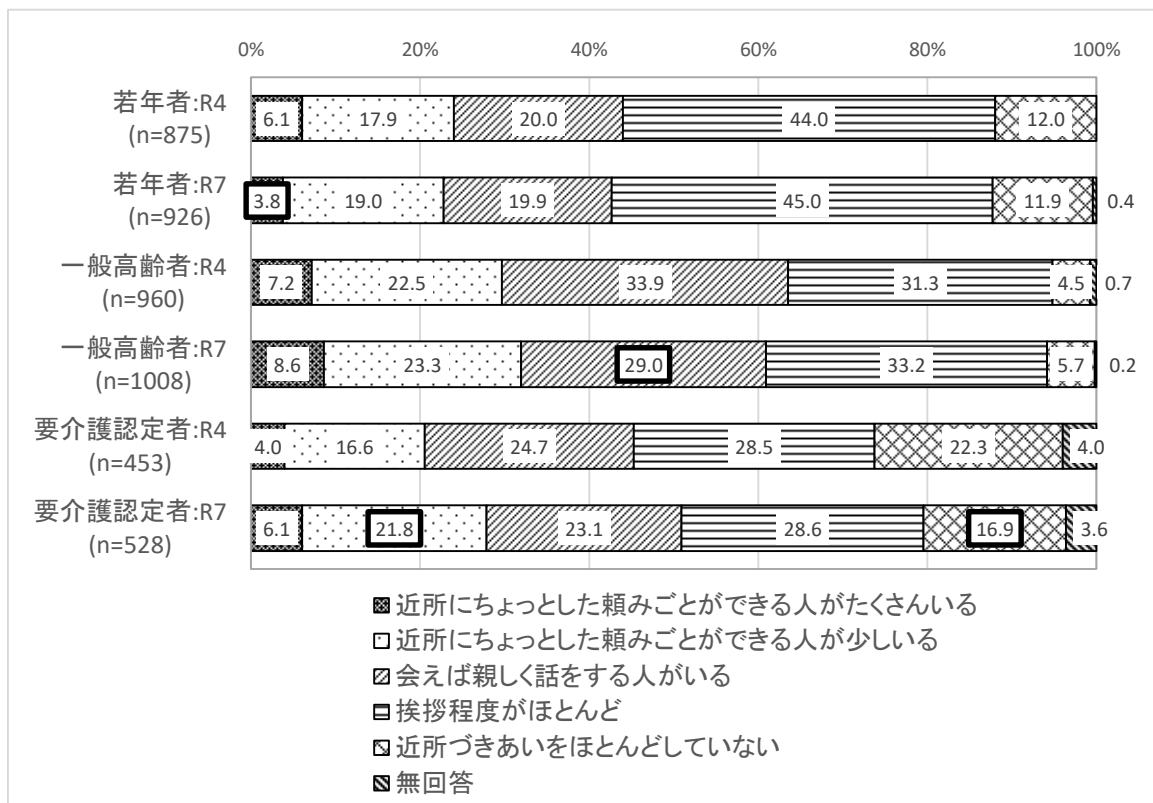 0% 20% 40% 60% 80% 100%
若年者:R4
(n=875)
6.1 17.9 20.0 44.0 12.0
若年者:R7
(n=926)
3.8 19.0 19.9 45.0 11.9 0.4
一般高齢者:R4
(n=960)
7.2 22.5 33.9 31.3 4.5 0.7
一般高齢者:R7
(n=1008)
8.6 23.3 29.0 33.2 5.7 0.2
要介護認定者:R4
(n=453)
4.0 16.6 24.7 28.5 22.3 4.0
要介護認定者:R7
(n=528)
6.1 21.8 23.1 28.6 16.9 3.6
近所にちょっとした頼みごとができる人がたくさんいる
近所にちょっとした頼みごとができる人が少しいる
会えば親しく話をする人がいる
挨拶程度がほとんど
近所づきあいをほとんどしていない
無回答